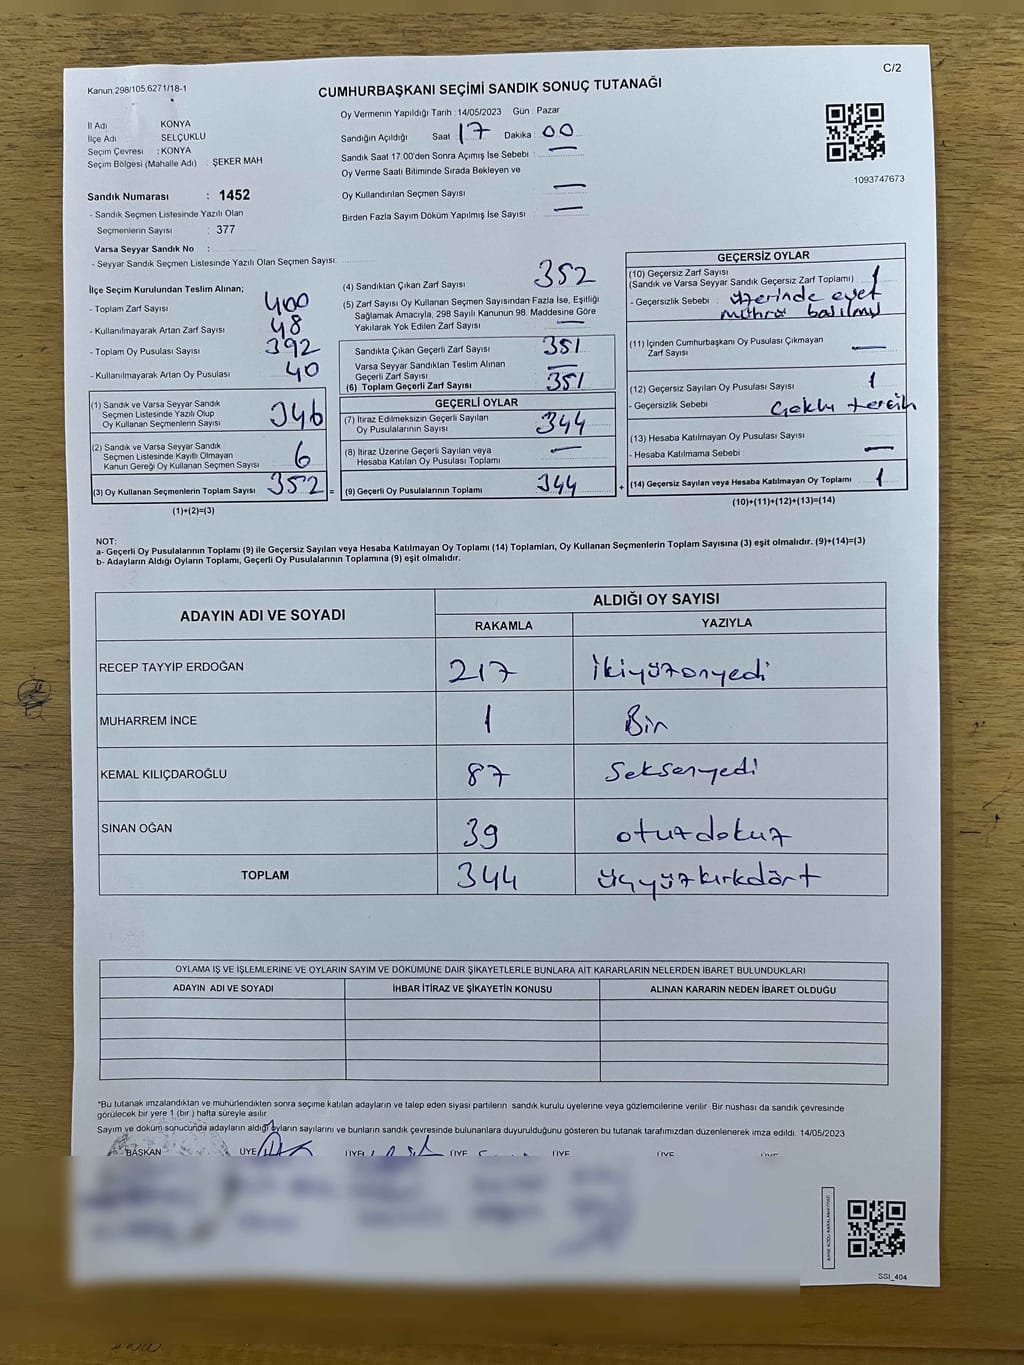 C/2
Kanun,298/105,6271/18-1
CUMHURBAŞKANI SEÇİMİ SANDIK SONUÇ TUTANAĞI
Oy Vermenin Yapıldığı Tarih : 14/05/2023 Gün : Pazar
İl Adı KONYA
İlçe Adı SELÇUKLU
Seçim Çevresi : KONYA
Seçim Bölgesi (Mahalle Adı) : ŞEKER MAH
Sandık Numarası : 1452
- Sandık Seçmen Listesinde Yazılı Olan
Seçmenlerin Sayısı : 377
Varsa Seyyar Sandık No :
- Seyyar Sandık Seçmen Listesinde Yazılı Olan Seçmen Sayısı:
Sandığın Açıldığı Saat 17 Dakika : 00
Sandık Saat 17:00'den Sonra Açımış İse Sebebi : —
Oy Verme Saati Bitiminde Sırada Bekleyen ve
Oy Kullandırılan Seçmen Sayısı —
Birden Fazla Sayım Döküm Yapılmış İse Sayısı —
1093747673
İlçe Seçim Kurulundan Teslim Alınan;
- Toplam Zarf Sayısı 400
- Kullanılmayarak Artan Zarf Sayısı 48
- Toplam Oy Pusulası Sayısı 392
- Kullanılmayarak Artan Oy Pusulası 40
(1) Sandık ve Varsa Seyyar Sandık
Seçmen Listesinde Yazılı Olup
Oy Kullanan Seçmenlerin Sayısı 346
(2) Sandık ve Varsa Seyyar Sandık
Seçmen Listesinde Kayıtlı Olmayan
Kanun Gereği Oy Kullanan Seçmen Sayısı 6
(3) Oy Kullanan Seçmenlerin Toplam Sayısı 352 =
(1)+(2)=(3)
(4) Sandıktan Çıkan Zarf Sayısı 352
(5) Zarf Sayısı Oy Kullanan Seçmen Sayısından Fazla İse, Eşitliği
Sağlamak Amacıyla, 298 Sayılı Kanunun 98. Maddesine Göre
Yakılarak Yok Edilen Zarf Sayısı —
Sandıkta Çıkan Geçerli Zarf Sayısı 351
Varsa Seyyar Sandıktan Teslim Alınan
Geçerli Zarf Sayısı —
(6) Toplam Geçerli Zarf Sayısı 351
GEÇERLİ OYLAR
(7) İtiraz Edilmeksizin Geçerli Sayılan
Oy Pusulalarının Sayısı 344
(8) İtiraz Üzerine Geçerli Sayılan veya
Hesaba Katılan Oy Pusulası Toplamı —
(9) Geçerli Oy Pusulalarının Toplamı 344 +
GEÇERSİZ OYLAR
(10) Geçersiz Zarf Sayısı
(Sandık ve Varsa Seyyar Sandık Geçersiz Zarf Toplamı) 1
- Geçersizlik Sebebi : üzerinde evet
mührü basılmış
(11) İçinden Cumhurbaşkanı Oy Pusulası Çıkmayan
Zarf Sayısı —
(12) Geçersiz Sayılan Oy Pusulası Sayısı 1
- Geçersizlik Sebebi : Çoklu tercih
(13) Hesaba Katılmayan Oy Pusulası Sayısı
- Hesaba Katılmama Sebebi : —
(14) Geçersiz Sayılan veya Hesaba Katılmayan Oy Toplamı 1
(10)+(11)+(12)+(13)=(14)
NOT:
a- Geçerli Oy Pusulalarının Toplamı (9) ile Geçersiz Sayılan veya Hesaba Katılmayan Oy Toplamı (14) Toplamları, Oy Kullanan Seçmenlerin Toplam Sayısına (3) eşit olmalıdır. (9)+(14)=(3)
b- Adayların Aldığı Oyların Toplamı, Geçerli Oy Pusulalarının Toplamına (9) eşit olmalıdır.
ADAYIN ADI VE SOYADI ALDIĞI OY SAYISI
RAKAMLA YAZIYLA
RECEP TAYYİP ERDOĞAN 217 ikiyüzonyedi
MUHARREM İNCE 1 Bir
KEMAL KILIÇDAROĞLU 87 Seksenyedi
SİNAN OĞAN 39 otuzdokuz
TOPLAM 344 üçyüzkırkdört
OYLAMA İŞ VE İŞLEMLERİNE VE OYLARIN SAYIM VE DÖKÜMÜNE DAİR ŞİKAYETLERLE BUNLARA AİT KARARLARIN NELERDEN İBARET BULUNDUKLARI
ADAYIN ADI VE SOYADI İHBAR İTİRAZ VE ŞİKAYETİN KONUSU ALINAN KARARIN NEDEN İBARET OLDUĞU
*Bu tutanak imzalandıktan ve mühürlendikten sonra seçime katılan adayların ve talep eden siyasi partilerin sandık kurulu üyelerine veya gözlemcilerine verilir. Bir nüshası da sandık çevresinde
görülecek bir yere 1 (bir ) hafta süreyle asılır.
Sayım ve döküm sonucunda adayların aldığı oyların sayılarını ve bunların sandık çevresinde bulunanlara duyurulduğunu gösteren bu tutanak tarafımızdan düzenlenerek imza edildi. 14/05/2023
BAŞKAN ÜYE ÜYE ÜYE ÜYE ÜYE
SSI_404